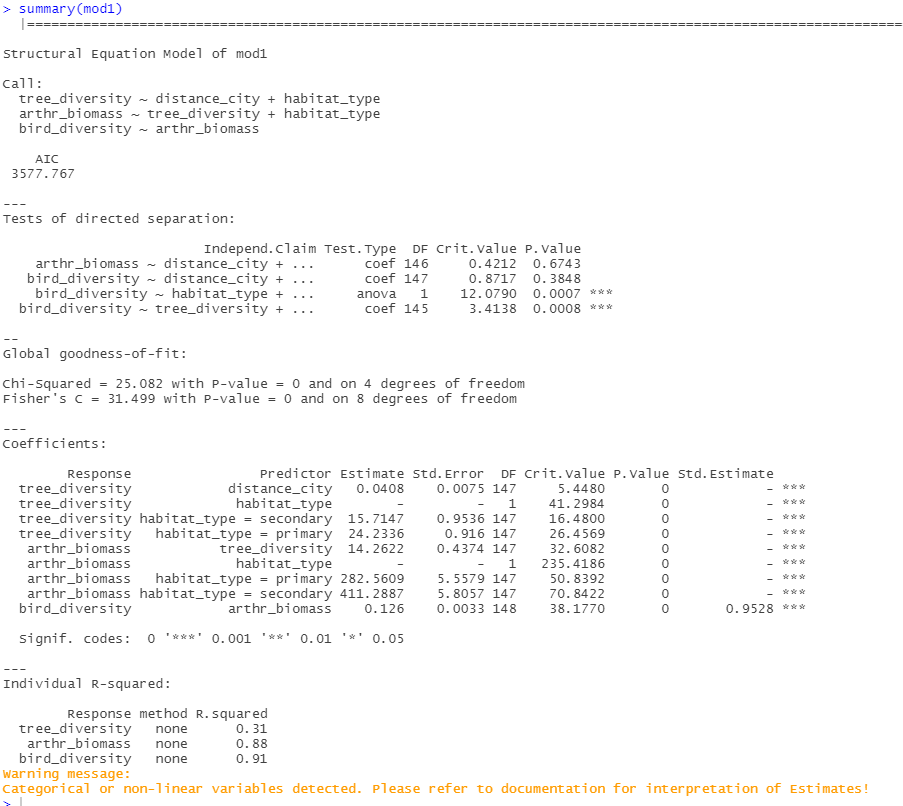 > summary(mod1)
|==============================================================================================================
Structural Equation Model of mod1
Call:
tree_diversity ~ distance_city + habitat_type
arthr_biomass ~ tree_diversity + habitat_type
bird_diversity ~ arthr_biomass
AIC
3577.767
---
Tests of directed separation:
Independ.Claim Test.Type DF Crit.Value P.Value
arthr_biomass ~ distance_city + ... coef 146 0.4212 0.6743
bird_diversity ~ distance_city + ... coef 147 0.8717 0.3848
bird_diversity ~ habitat_type + ... anova 1 12.0790 0.0007 ***
bird_diversity ~ tree_diversity + ... coef 145 3.4138 0.0008 ***
--
Global goodness-of-fit:
Chi-Squared = 25.082 with P-value = 0 and on 4 degrees of freedom
Fisher's C = 31.499 with P-value = 0 and on 8 degrees of freedom
---
Coefficients:
Response Predictor Estimate Std.Error DF Crit.Value P.Value Std.Estimate
tree_diversity distance_city 0.0408 0.0075 147 5.4480 0 - ***
tree_diversity habitat_type - - 1 41.2984 0 - ***
tree_diversity habitat_type = secondary 15.7147 0.9536 147 16.4800 0 - ***
tree_diversity habitat_type = primary 24.2336 0.916 147 26.4569 0 - ***
arthr_biomass tree_diversity 14.2622 0.4374 147 32.6082 0 - ***
arthr_biomass habitat_type - - 1 235.4186 0 - ***
arthr_biomass habitat_type = primary 282.5609 5.5579 147 50.8392 0 - ***
arthr_biomass habitat_type = secondary 411.2887 5.8057 147 70.8422 0 - ***
bird_diversity arthr_biomass 0.126 0.0033 148 38.1770 0 0.9528 ***
Signif. codes: 0 '***' 0.001 '**' 0.01 '*' 0.05
---
Individual R-squared:
Response method R.squared
tree_diversity none 0.31
arthr_biomass none 0.88
bird_diversity none 0.91
Warning message:
Categorical or non-linear variables detected. Please refer to documentation for interpretation of Estimates!
>